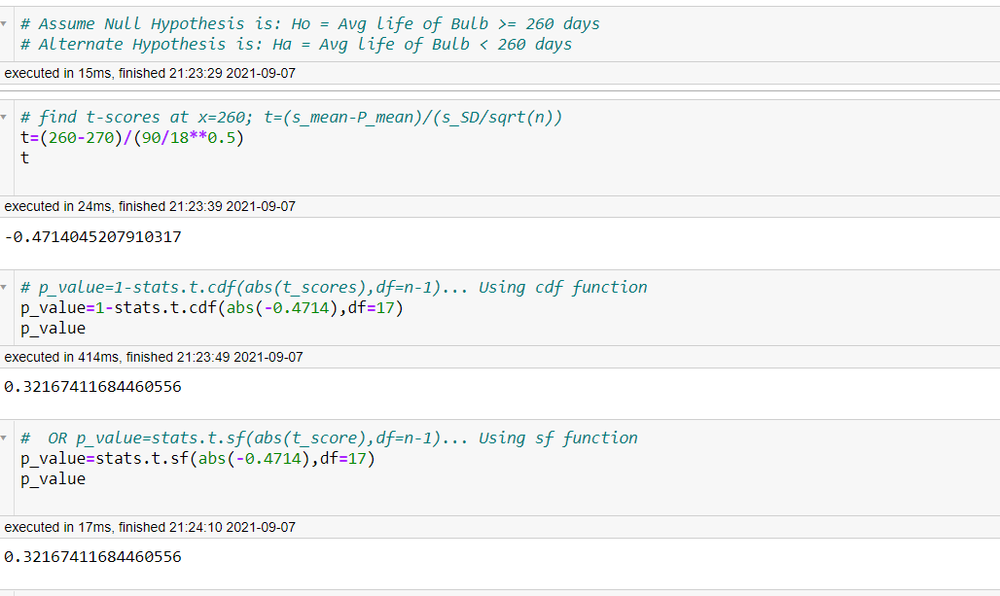 # Assume Null Hypothesis is: Ho = Avg life of Bulb >= 260 days
# Alternate Hypothesis is: Ha = Avg life of Bulb < 260 days
executed in 15ms, finished 21:23:29 2021-09-07
# find t-scores at x=260; t=(s_mean-P_mean)/(s_SD/sqrt(n))
t=(260-270)/(90/18**0.5)
t
executed in 24ms, finished 21:23:39 2021-09-07
-0.4714045207910317
# p_value=1-stats.t.cdf(abs(t_scores),df=n-1)... Using cdf function
p_value=1-stats.t.cdf(abs(-0.4714),df=17)
p_value
executed in 414ms, finished 21:23:49 2021-09-07
0.32167411684460556
#  OR p_value=stats.t.sf(abs(t_score),df=n-1)... Using sf function
p_value=stats.t.sf(abs(-0.4714),df=17)
p_value
executed in 17ms, finished 21:24:10 2021-09-07
0.32167411684460556